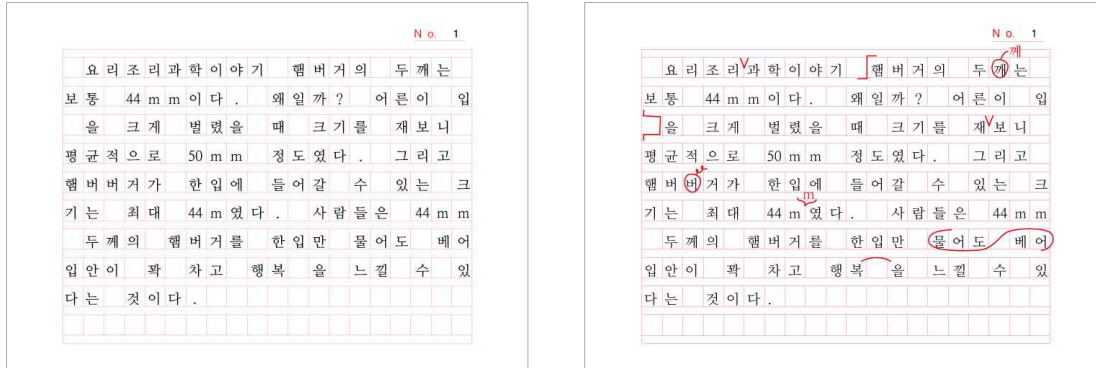 No. 1
요리조리과학이야기 햄버거의 두깨는
보통 44mm이다. 왜일까? 어른이 입
을 크게 벌렸을 때 크기를 재보니
평균적으로 50mm 정도였다. 그리고
햄버버거가 한입에 들어갈 수 있는 크
기는 최대 44m였다. 사람들은 44mm
두께의 햄버거를 한입만 물어도 베어
입안이 꽉 차고 행복 을 느낄 수 있
다는 것이다.
No. 1
께
요리조리과학이야기 햄버거의 두깨는
보통 44mm이다. 왜일까? 어른이 입
을 크게 벌렸을 때 크기를 재보니
평균적으로 50mm 정도였다. 그리고
햄버버거가 한입에 들어갈 수 있는 크
m
기는 최대 44m였다. 사람들은 44mm
두께의 햄버거를 한입만 물어도 베어
입안이 꽉 차고 행복 을 느낄 수 있
다는 것이다.